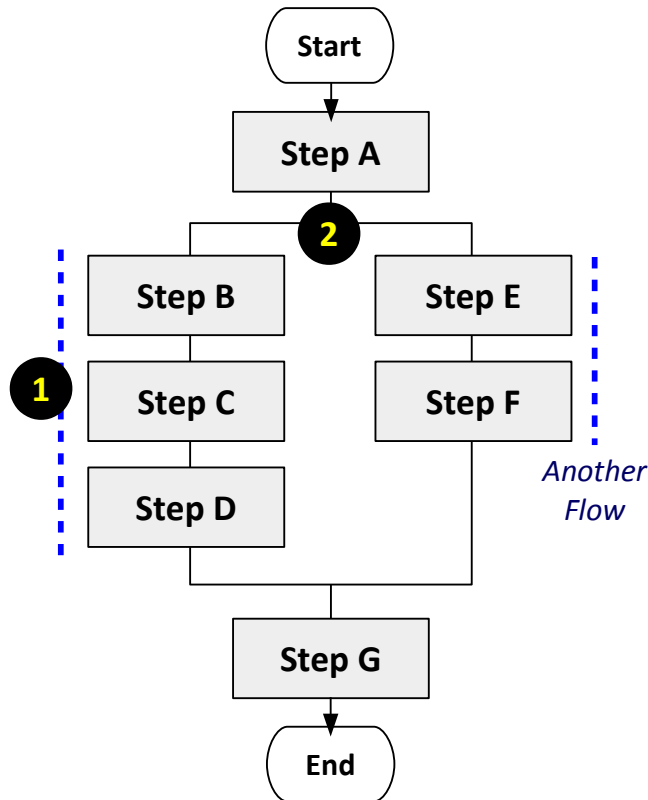 Start
Step A
2
Step B
Step E
1
Step C
Step F
Step D
Another
Flow
Step G
End